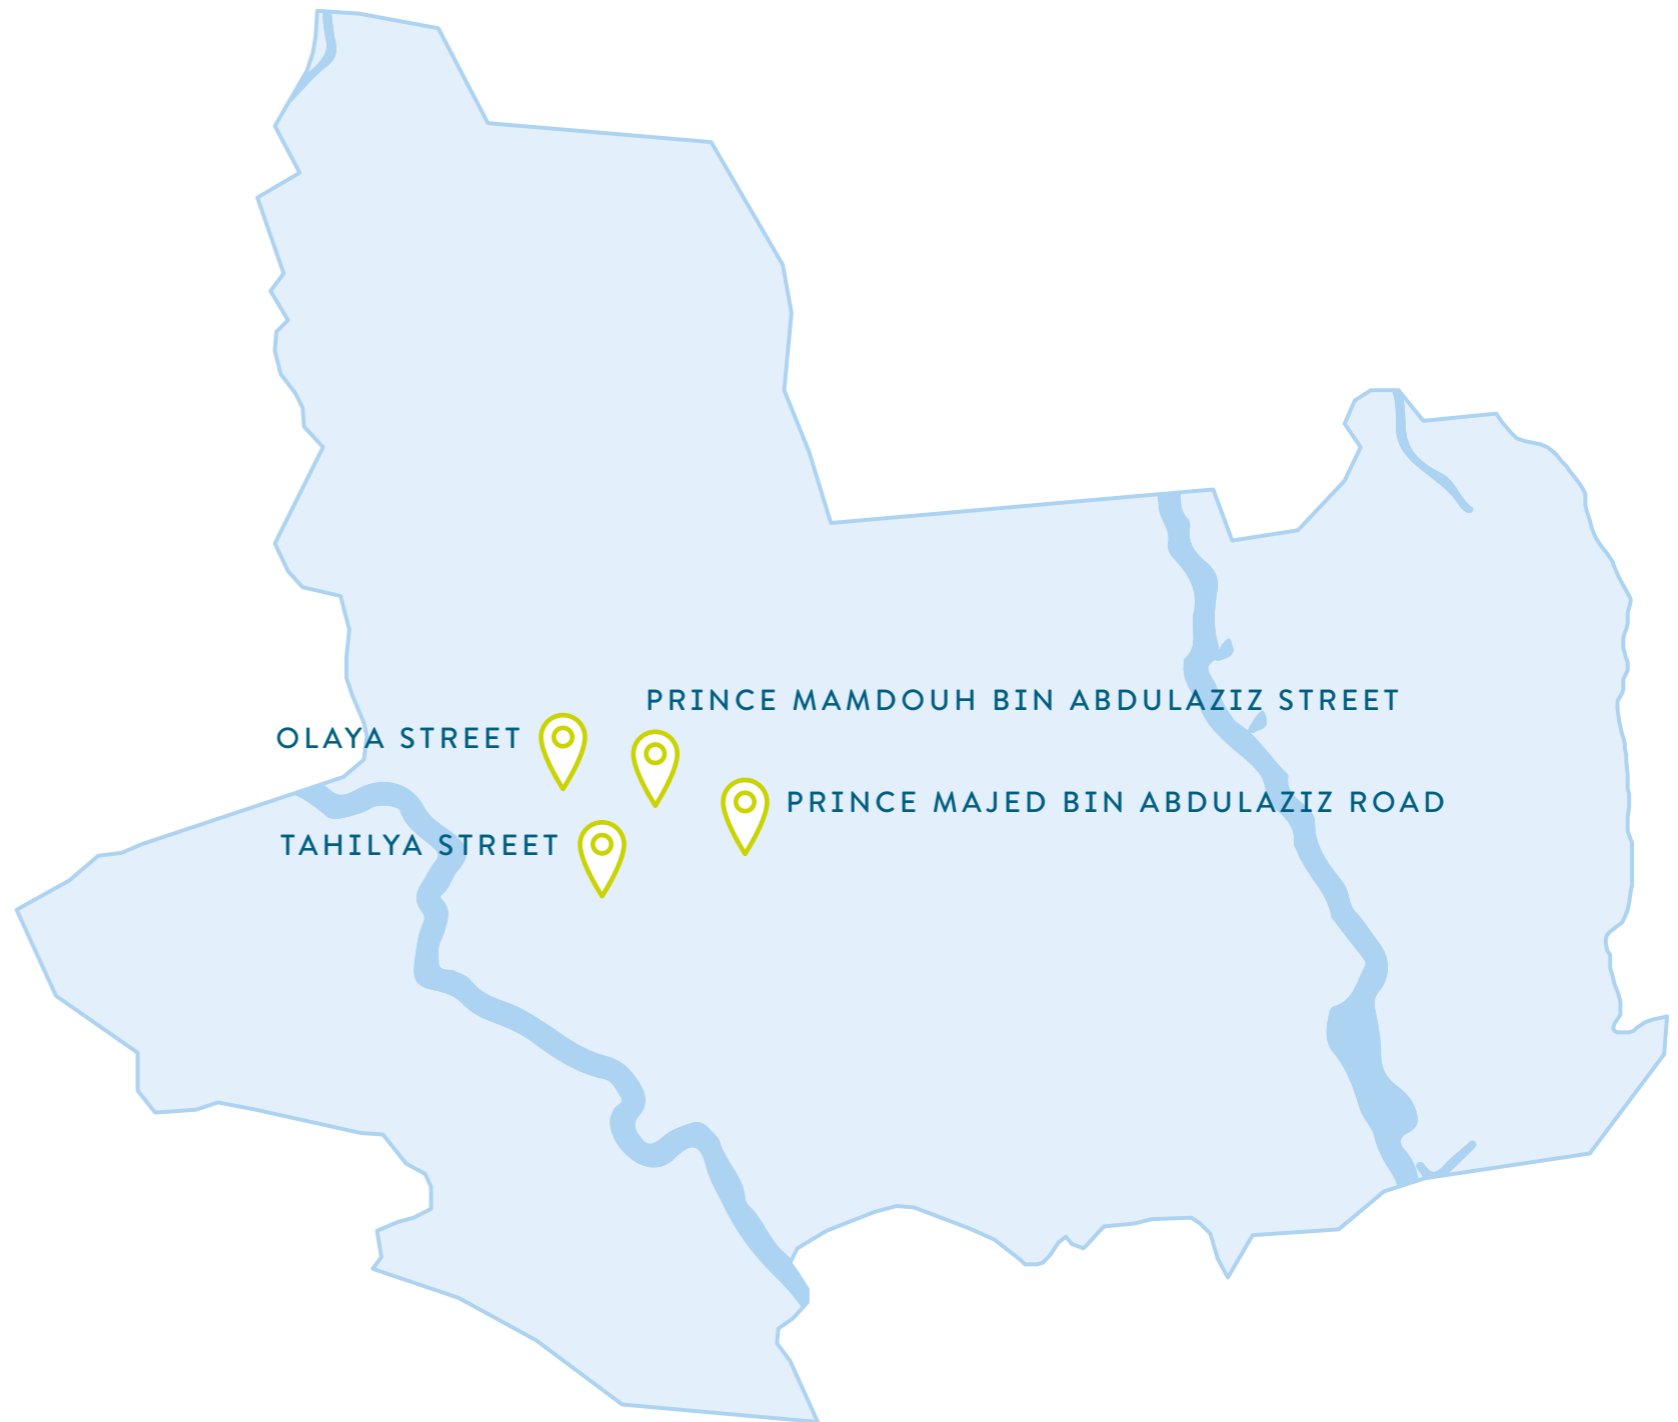 PRINCE MAMDOUH BIN ABDULAZIZ STREET
OLAYA STREET
PRINCE MAJED BIN ABDULAZIZ ROAD
TAHILYA STREET